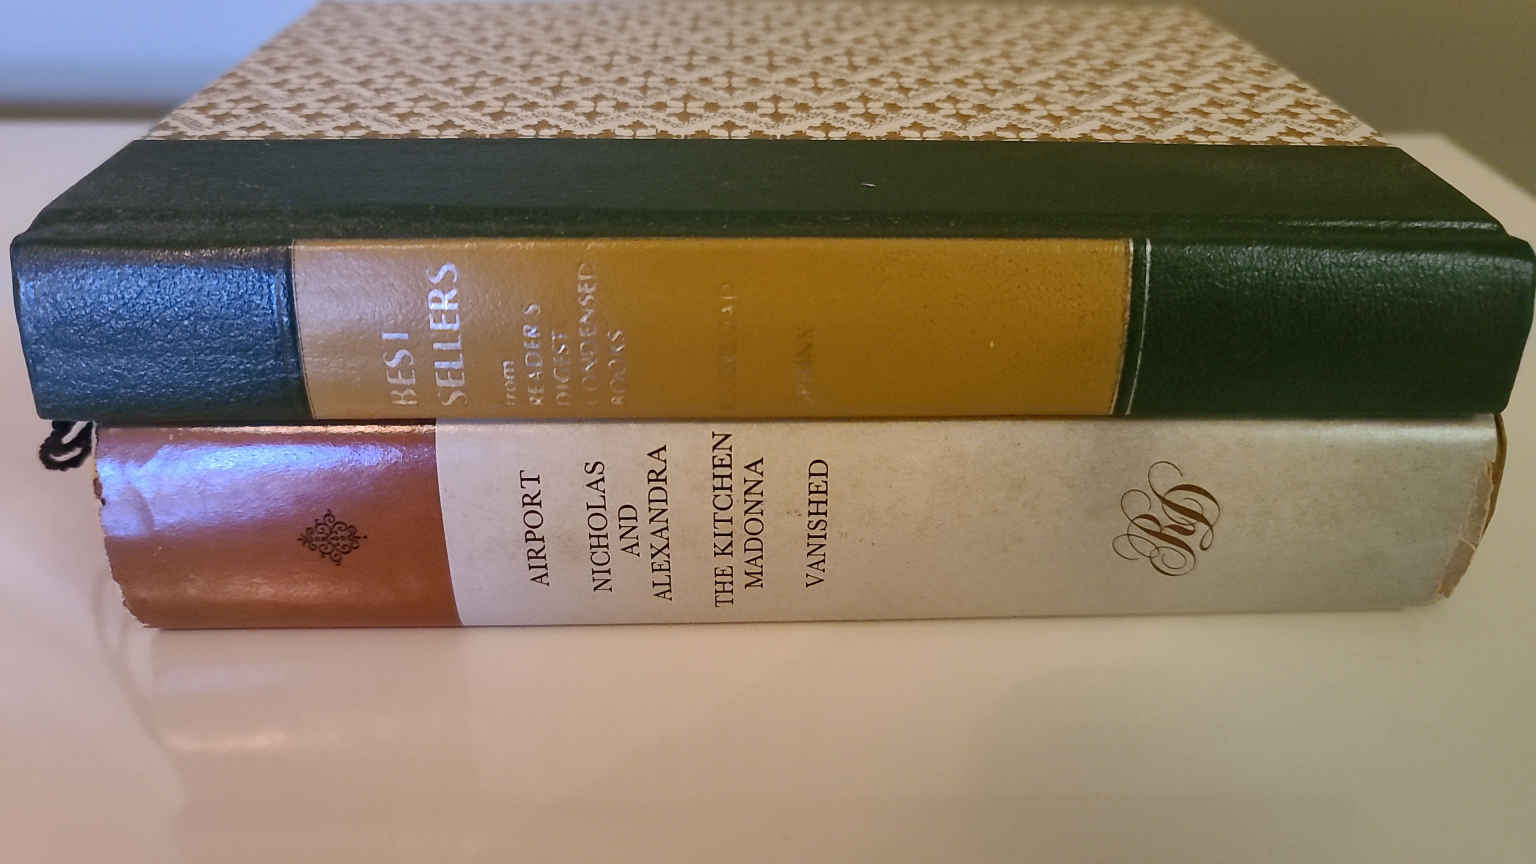 BEST
SELLERS
from
READER'S
DIGEST
CONDENSED
BOOKS
AIRPORT
NICHOLAS
AND
ALEXANDRA
THE KITCHEN
MADONNA
VANISHED
RD